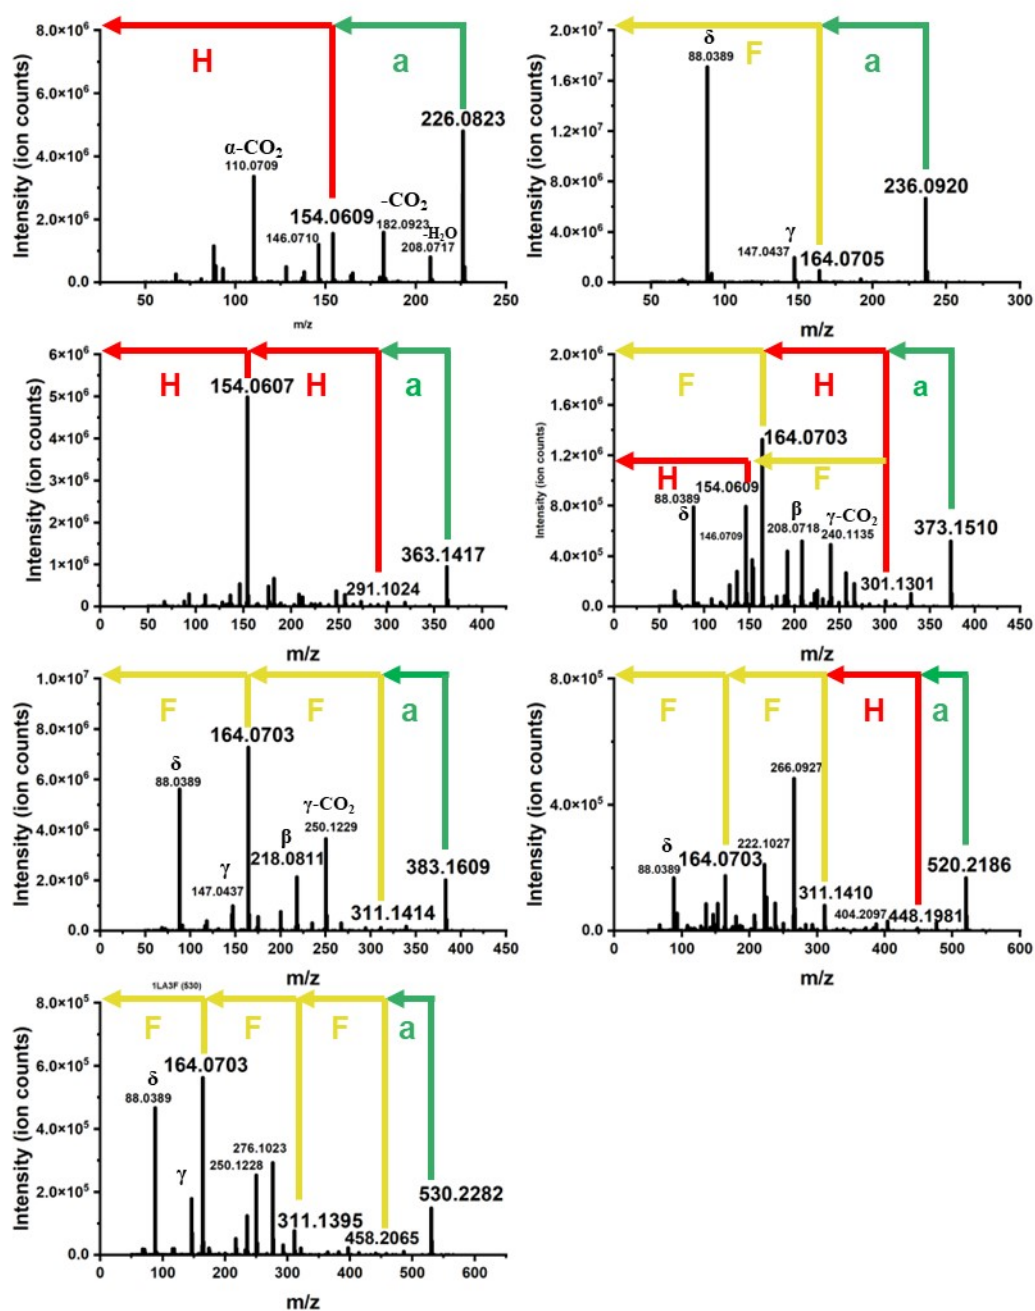 8.0×10⁶
6.0×10⁶
4.0×10⁶
2.0×10⁶
0.0
Intensity (ion counts)
H
a
226.0823
α-CO₂
110.0709
154.0609
146.0710
-CO₂
182.0923
-H₂O
208.0717
50 100 150 200 250
m/z
2.0×10⁷
1.6×10⁷
1.2×10⁷
8.0×10⁶
4.0×10⁶
0.0
Intensity (ion counts)
δ
88.0389
F
a
236.0920
γ
147.0437
164.0705
50 100 150 200 250 300
m/z
6×10⁶
5×10⁶
4×10⁶
3×10⁶
2×10⁶
1×10⁶
0
Intensity (ion counts)
H
H
a
154.0607
363.1417
291.1024
0 50 100 150 200 250 300 350 400
m/z
2.0×10⁶
1.6×10⁶
1.2×10⁶
8.0×10⁵
4.0×10⁵
0.0
Intensity (ion counts)
F
H
a
164.0703
H
F
88.0389
154.0609
δ
146.0709
β
208.0718
γ-CO₂
240.1135
373.1510
301.1301
0 50 100 150 200 250 300 350 400 450
m/z
1.0×10⁷
8.0×10⁶
6.0×10⁶
4.0×10⁶
2.0×10⁶
0.0
Intensity (ion counts)
F
F
a
164.0703
δ
88.0389
γ-CO₂
250.1229
β
218.0811
γ
147.0437
383.1609
311.1414
0 50 100 150 200 250 300 350 400 450
m/z
8.0×10⁵
4.0×10⁵
0.0
Intensity (ion counts)
F
F
H
a
266.0927
222.1027
δ
88.0389
164.0703
311.1410
404.2097
448.1981
520.2186
0 100 200 300 400 500 600
m/z
1LA3F (530)
8.0×10⁵
6.0×10⁵
4.0×10⁵
2.0×10⁵
0.0
Intensity (ion counts)
F
F
F
a
164.0703
δ
88.0389
γ
276.1023
250.1228
311.1395
458.2065
530.2282
0 100 200 300 400 500 600
m/z